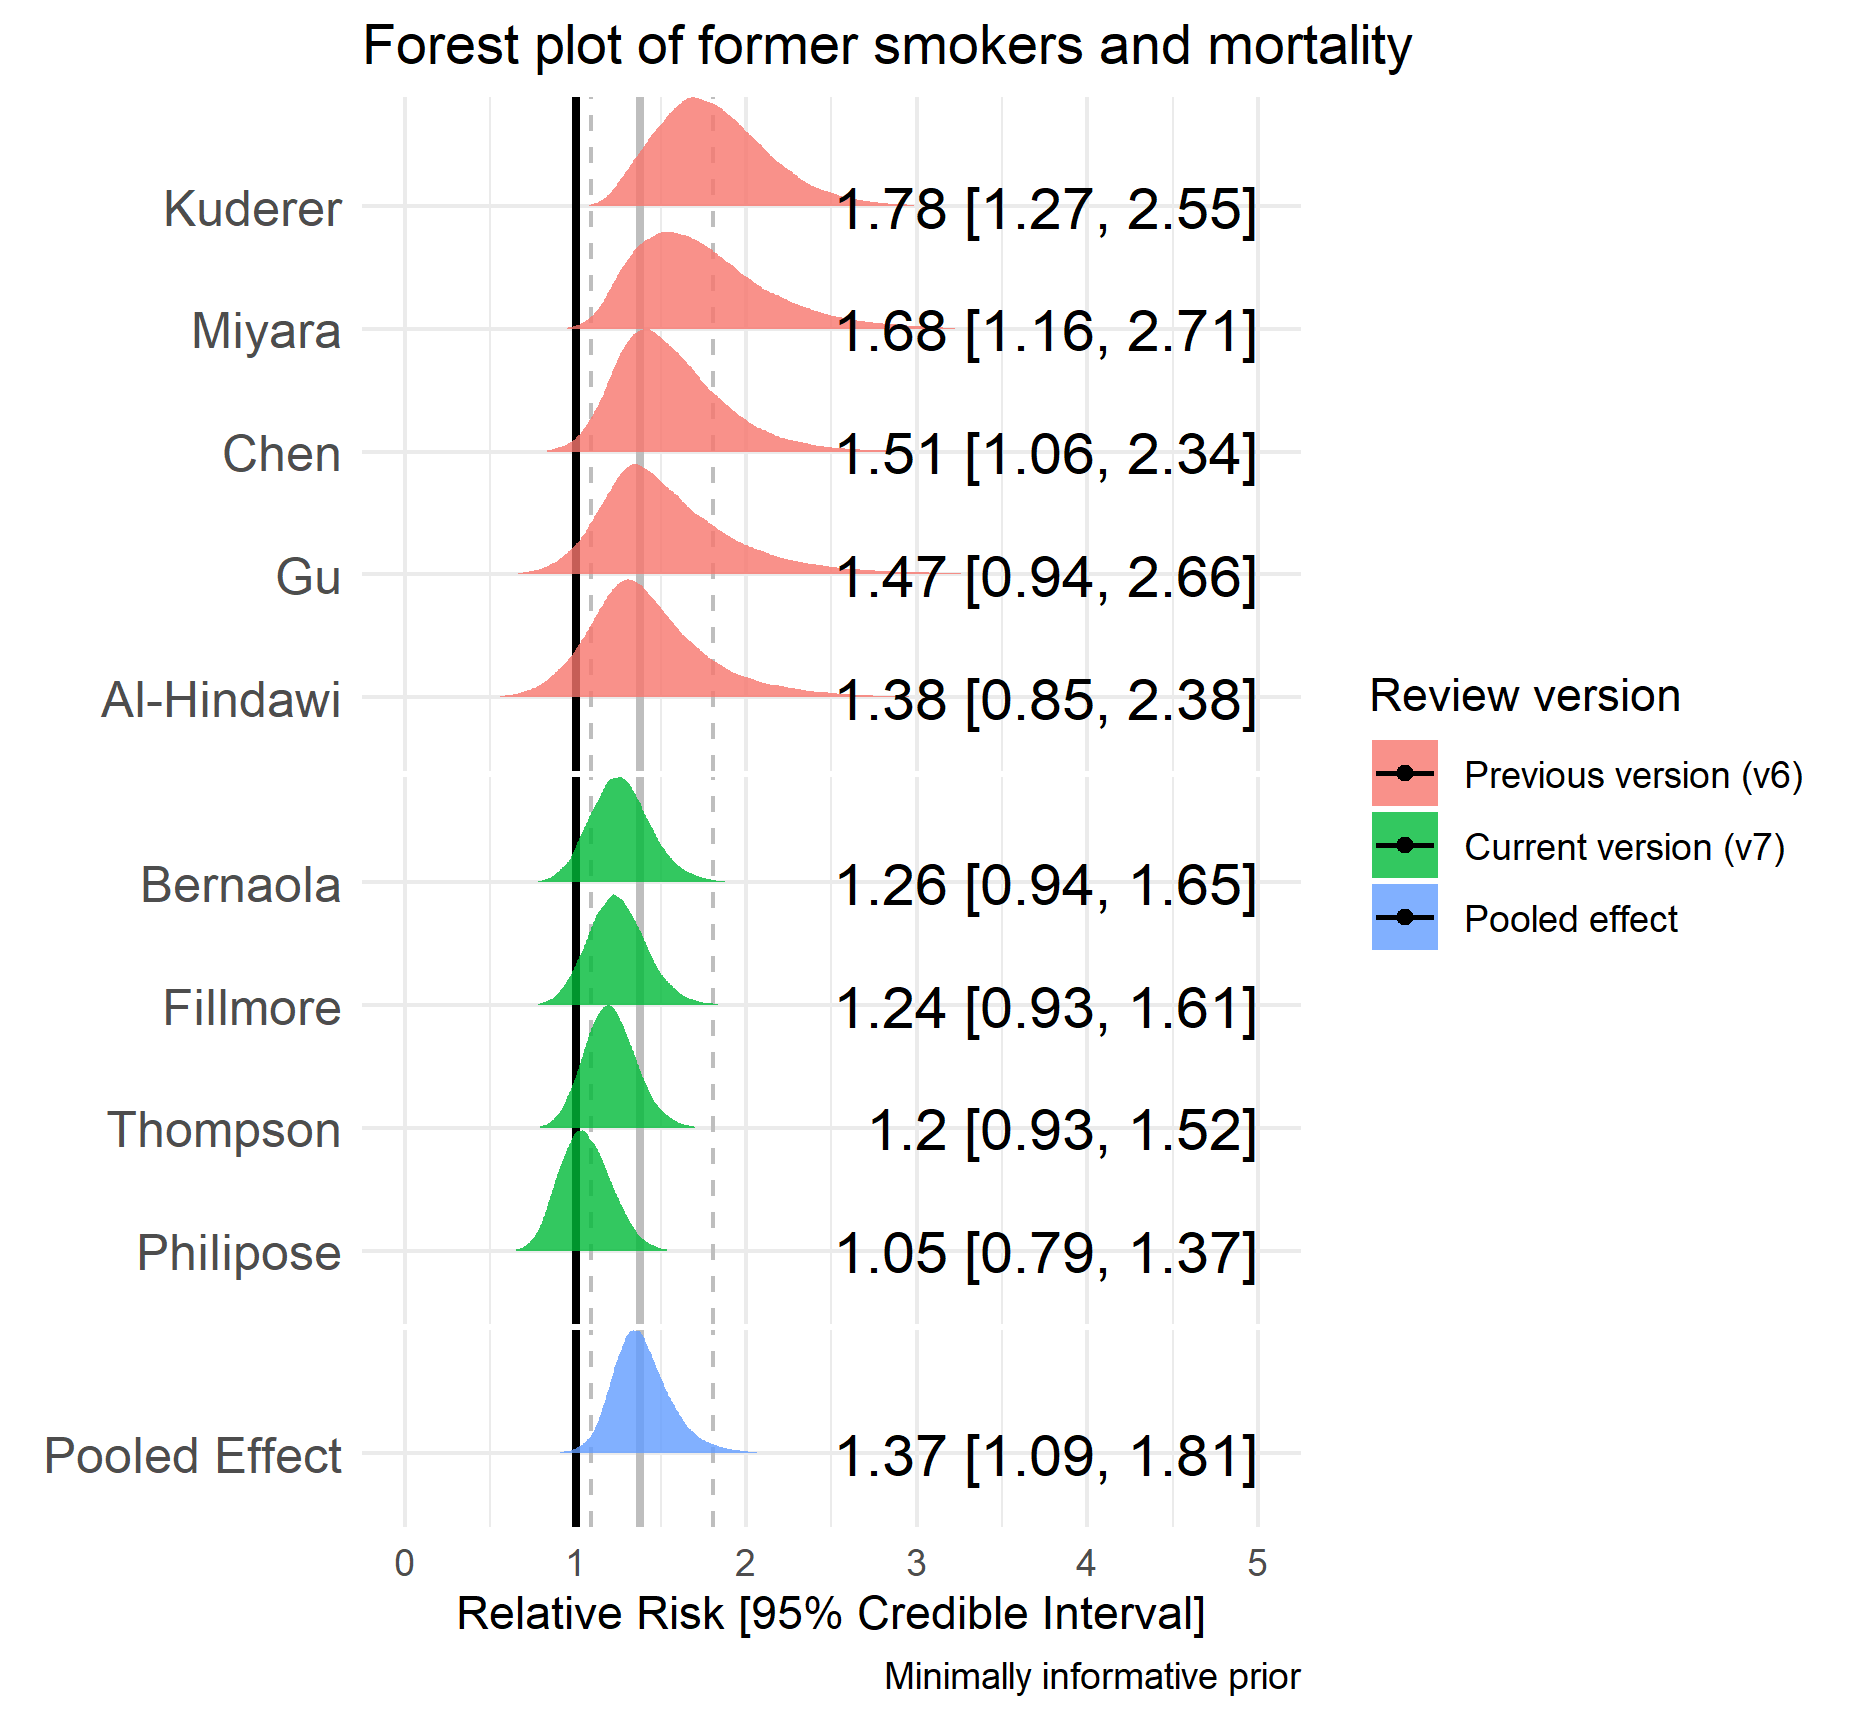 Forest plot of former smokers and mortality
Kuderer 1.78 [1.27, 2.55]
Miyara 1.68 [1.16, 2.71]
Chen 1.51 [1.06, 2.34]
Gu 1.47 [0.94, 2.66]
Al-Hindawi 1.38 [0.85, 2.38]
Bernaola 1.26 [0.94, 1.65]
Fillmore 1.24 [0.93, 1.61]
Thompson 1.2 [0.93, 1.52]
Philipose 1.05 [0.79, 1.37]
Pooled Effect 1.37 [1.09, 1.81]
0 1 2 3 4 5
Relative Risk [95% Credible Interval]
Minimally informative prior
Review version
Previous version (v6)
Current version (v7)
Pooled effect